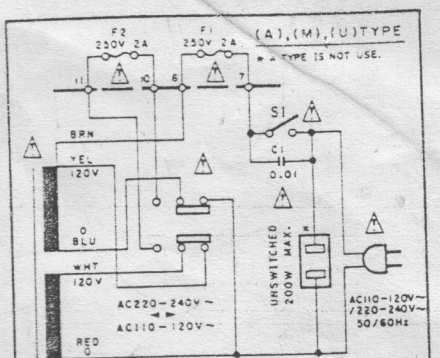 F2
250V 2A
F1
250V 2A
(A),(M),(U)TYPE
* A TYPE IS NOT USE.
11
10
6
7
S1
BRN
YEL
120V
C1
0.01
0
BLU
WHT
120V
UNSWITCHED
200W MAX.
*
AC220-240V~
AC110-120V~
AC110-120V~
/220-240V~
50/60Hz
RED
0